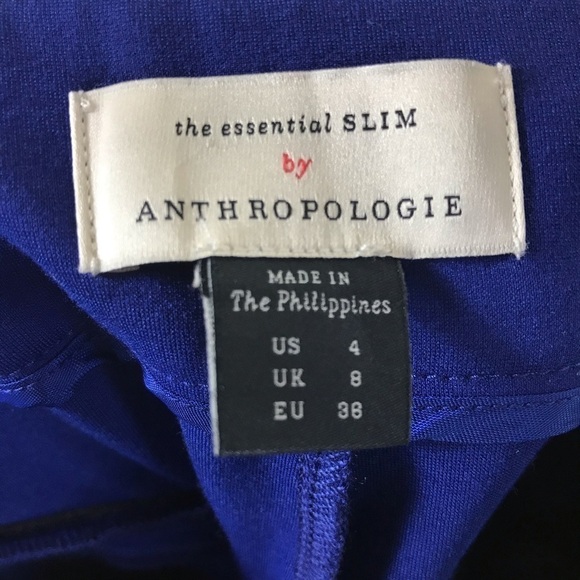 the essential SLIM
by
ANTHROPOLOGIE
MADE IN
The Philippines
US 4
UK 8
EU 36